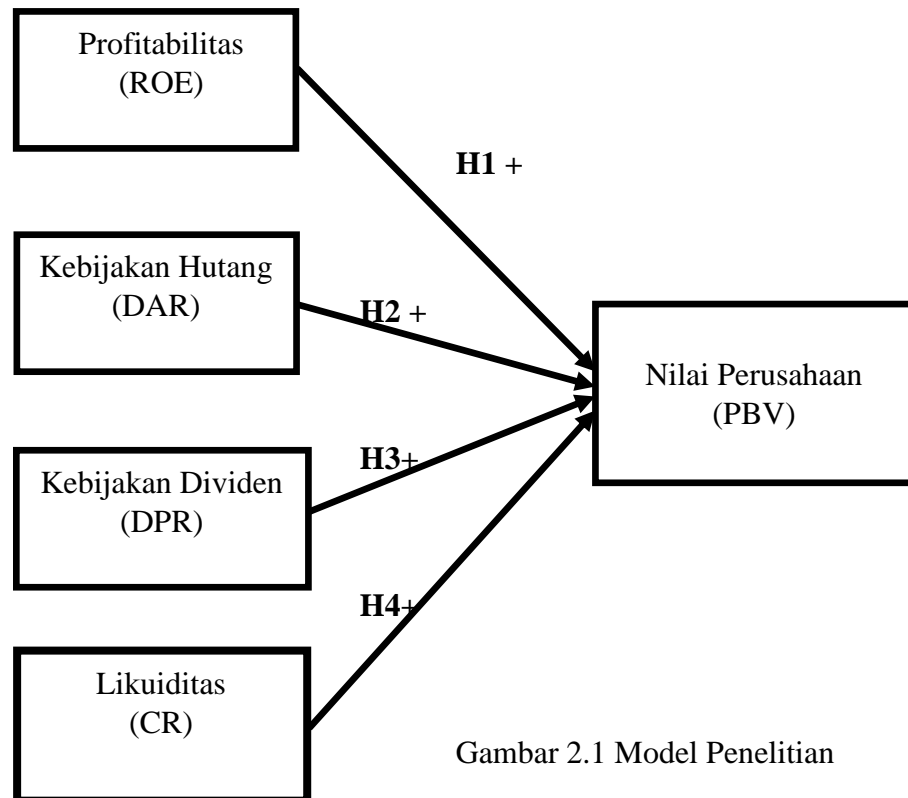 Profitabilitas
(ROE)
H1 +
Kebijakan Hutang
(DAR)
H2 +
Nilai Perusahaan
(PBV)
Kebijakan Dividen
(DPR)
H3+
H4+
Likuiditas
(CR)
Gambar 2.1 Model Penelitian